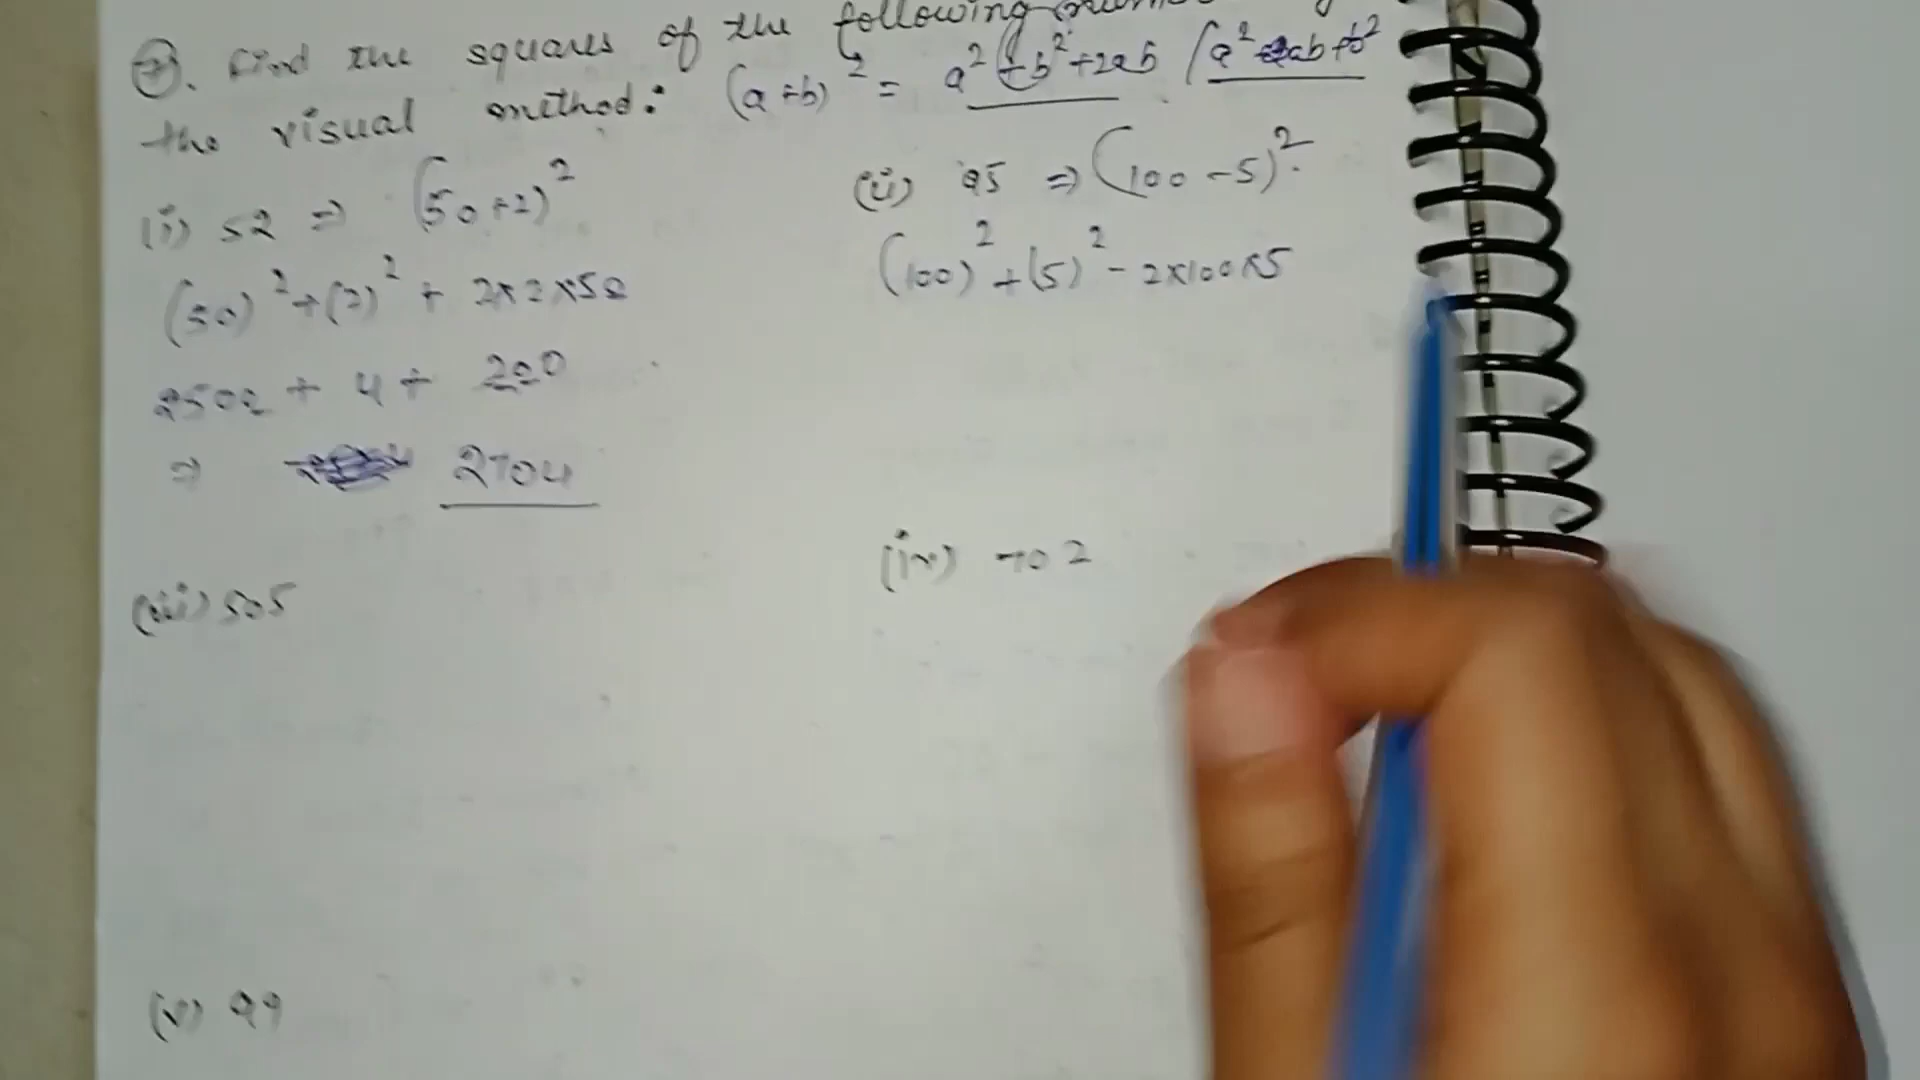 7. Find the squares of the following
the visual method: (a+b)² = a²+b²+2ab / a²-2ab+b²
(i) 52 ⇒ (50+2)²
(50)²+(2)² + 2×2×50
2500 + 4 + 200
⇒ 2704
(ii) 95 ⇒ (100-5)²
(100)²+(5)²-2×100×5
(iii) 505
(iv) 702
(v) 99